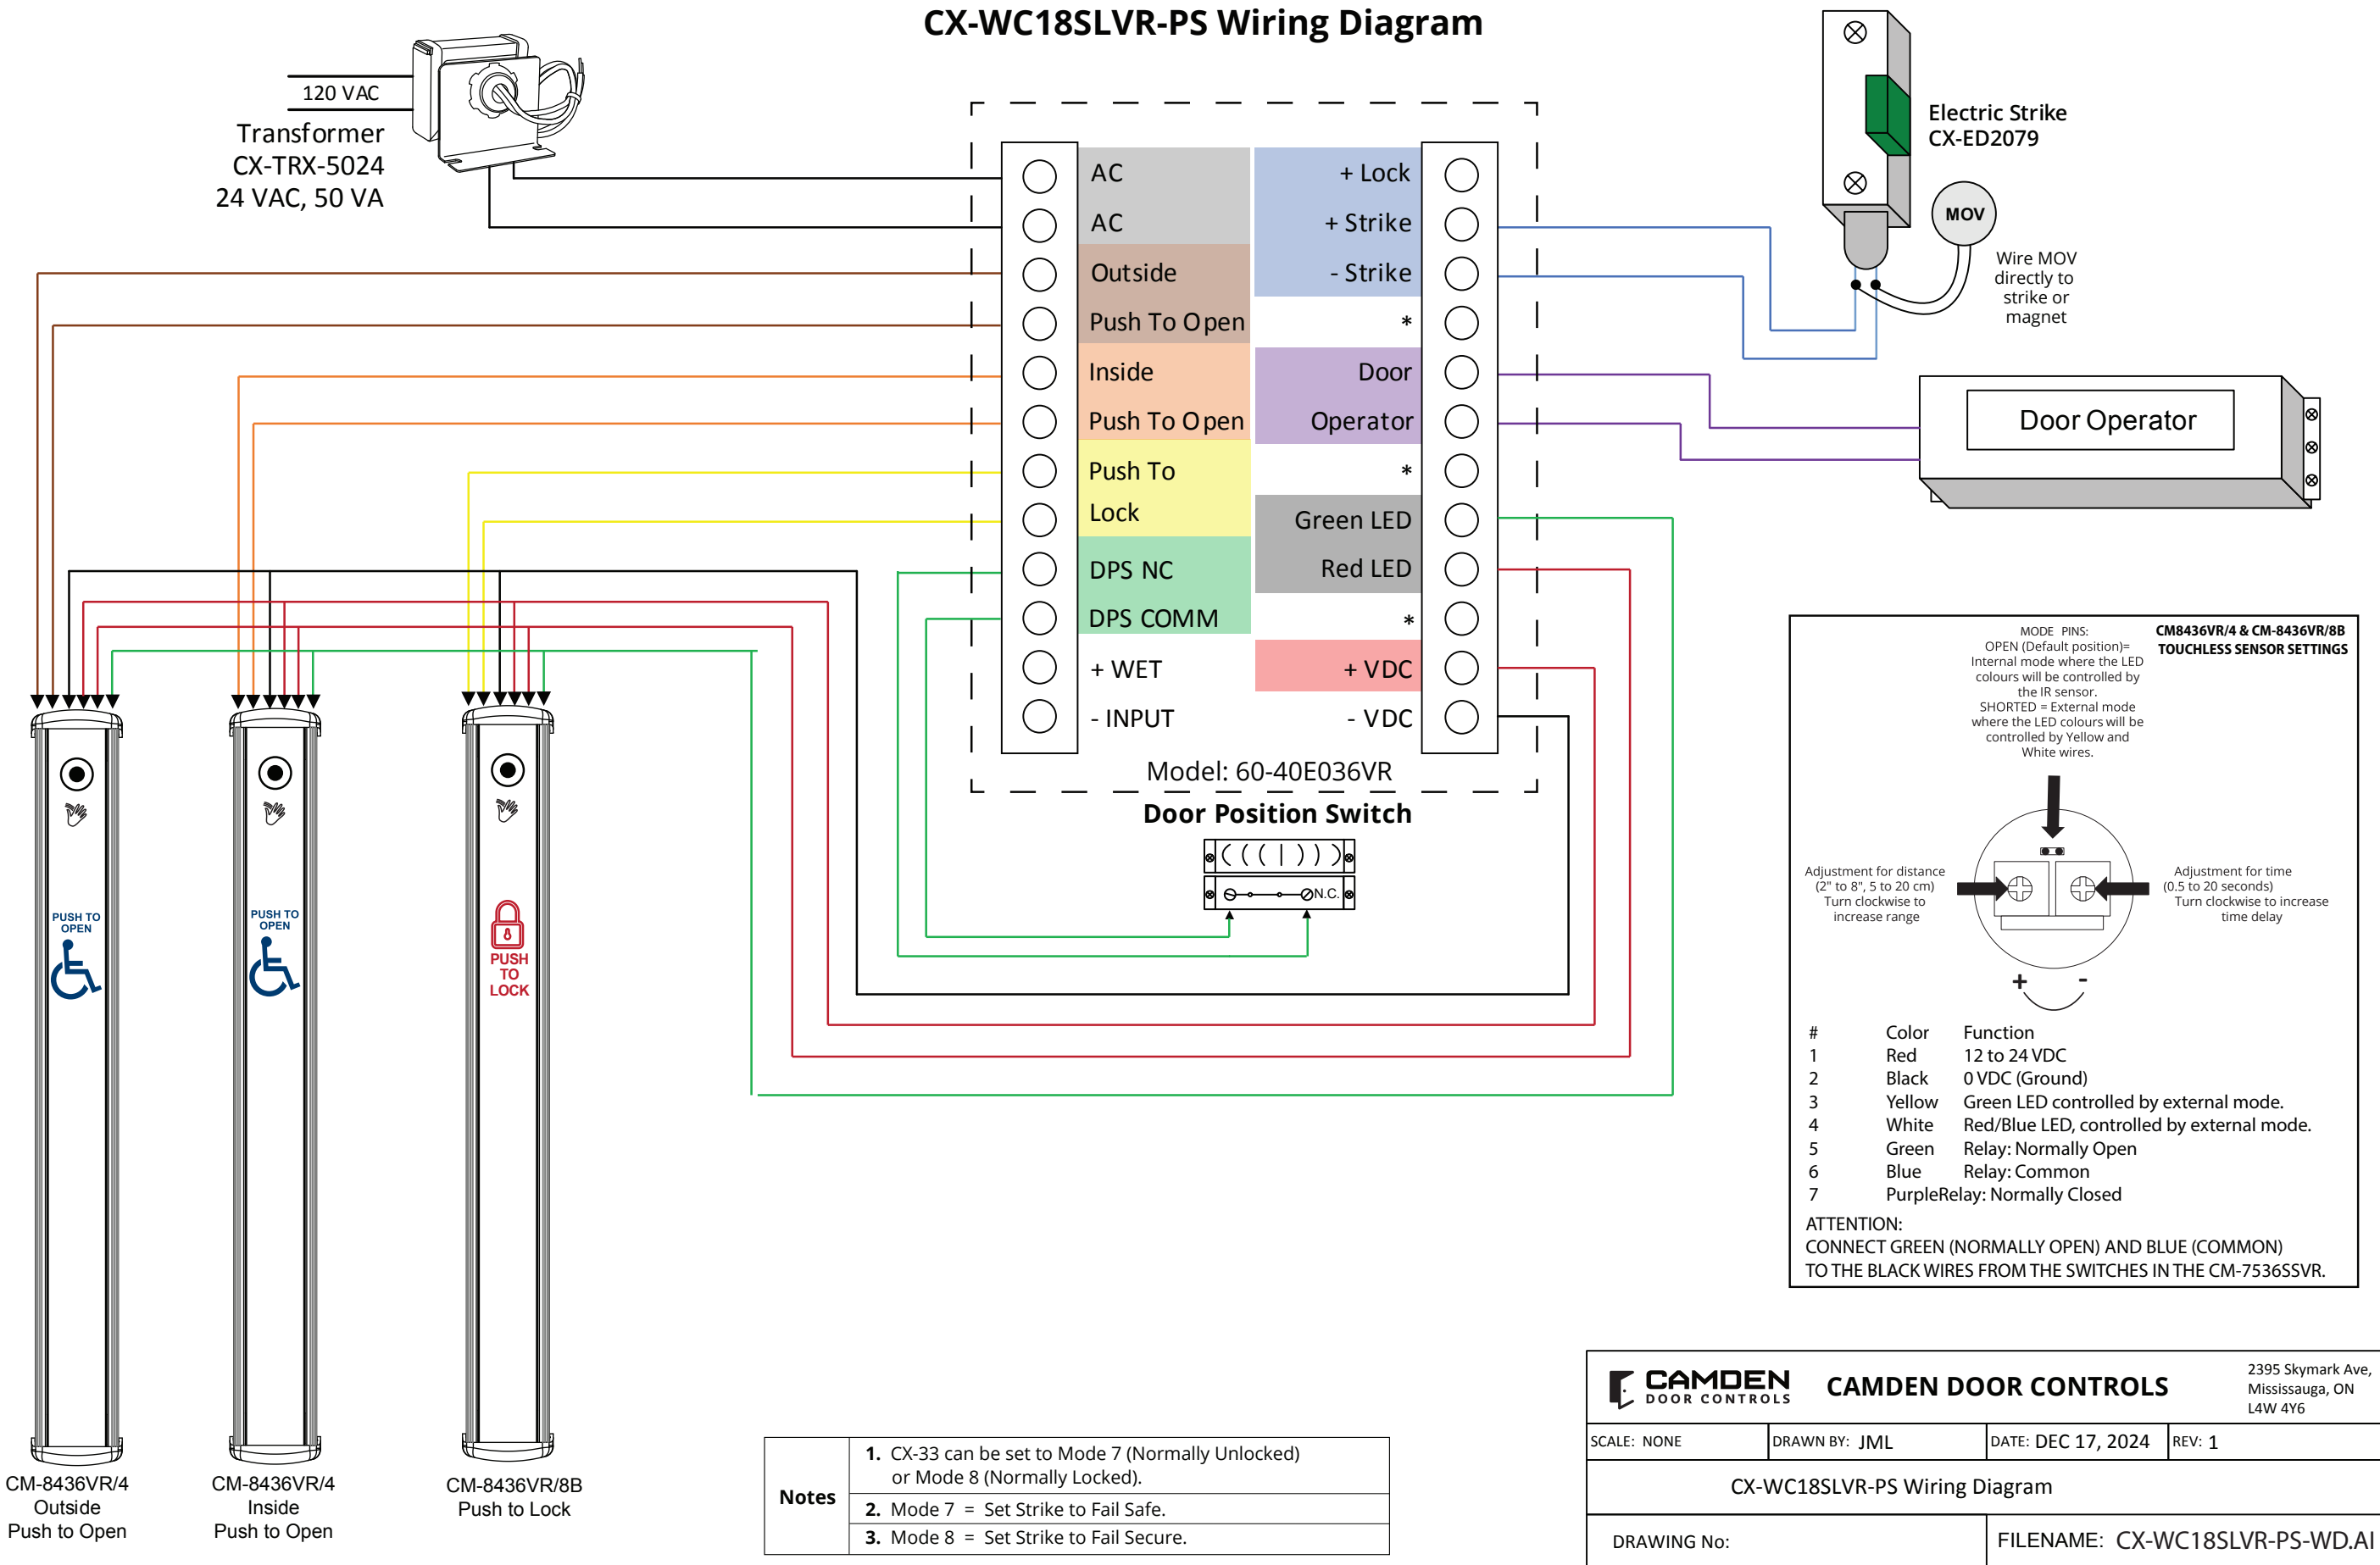 CX-WC18SLVR-PS Wiring Diagram
120 VAC
Transformer
CX-TRX-5024
24 VAC, 50 VA
AC
AC
Outside
Push To Open
Inside
Push To Open
Push To
Lock
DPS NC
DPS COMM
+ WET
- INPUT
+ Lock
+ Strike
- Strike
*
Door
Operator
*
Green LED
Red LED
*
+ VDC
- VDC
Model: 60-40E036VR
Electric Strike
CX-ED2079
MOV
Wire MOV
directly to
strike or
magnet
Door Operator
Door Position Switch
N.C.
PUSH TO
OPEN
PUSH TO
OPEN
PUSH
TO
LOCK
CM-8436VR/4
Outside
Push to Open
CM-8436VR/4
Inside
Push to Open
CM-8436VR/8B
Push to Lock
CM8436VR/4 & CM-8436VR/8B
TOUCHLESS SENSOR SETTINGS
MODE PINS:
OPEN (Default position)=
Internal mode where the LED
colours will be controlled by
the IR sensor.
SHORTED = External mode
where the LED colours will be
controlled by Yellow and
White wires.
Adjustment for distance
(2" to 8", 5 to 20 cm)
Turn clockwise to
increase range
Adjustment for time
(0.5 to 20 seconds)
Turn clockwise to increase
time delay
+ -
# Color Function
1 Red 12 to 24 VDC
2 Black 0 VDC (Ground)
3 Yellow Green LED controlled by external mode.
4 White Red/Blue LED, controlled by external mode.
5 Green Relay: Normally Open
6 Blue Relay: Common
7 PurpleRelay: Normally Closed
ATTENTION:
CONNECT GREEN (NORMALLY OPEN) AND BLUE (COMMON)
TO THE BLACK WIRES FROM THE SWITCHES IN THE CM-7536SSVR.
Notes
1. CX-33 can be set to Mode 7 (Normally Unlocked)
or Mode 8 (Normally Locked).
2. Mode 7 = Set Strike to Fail Safe.
3. Mode 8 = Set Strike to Fail Secure.
CAMDEN
DOOR CONTROLS
CAMDEN DOOR CONTROLS
2395 Skymark Ave,
Mississauga, ON
L4W 4Y6
SCALE: NONE
DRAWN BY: JML
DATE: DEC 17, 2024
REV: 1
CX-WC18SLVR-PS Wiring Diagram
DRAWING No:
FILENAME: CX-WC18SLVR-PS-WD.AI